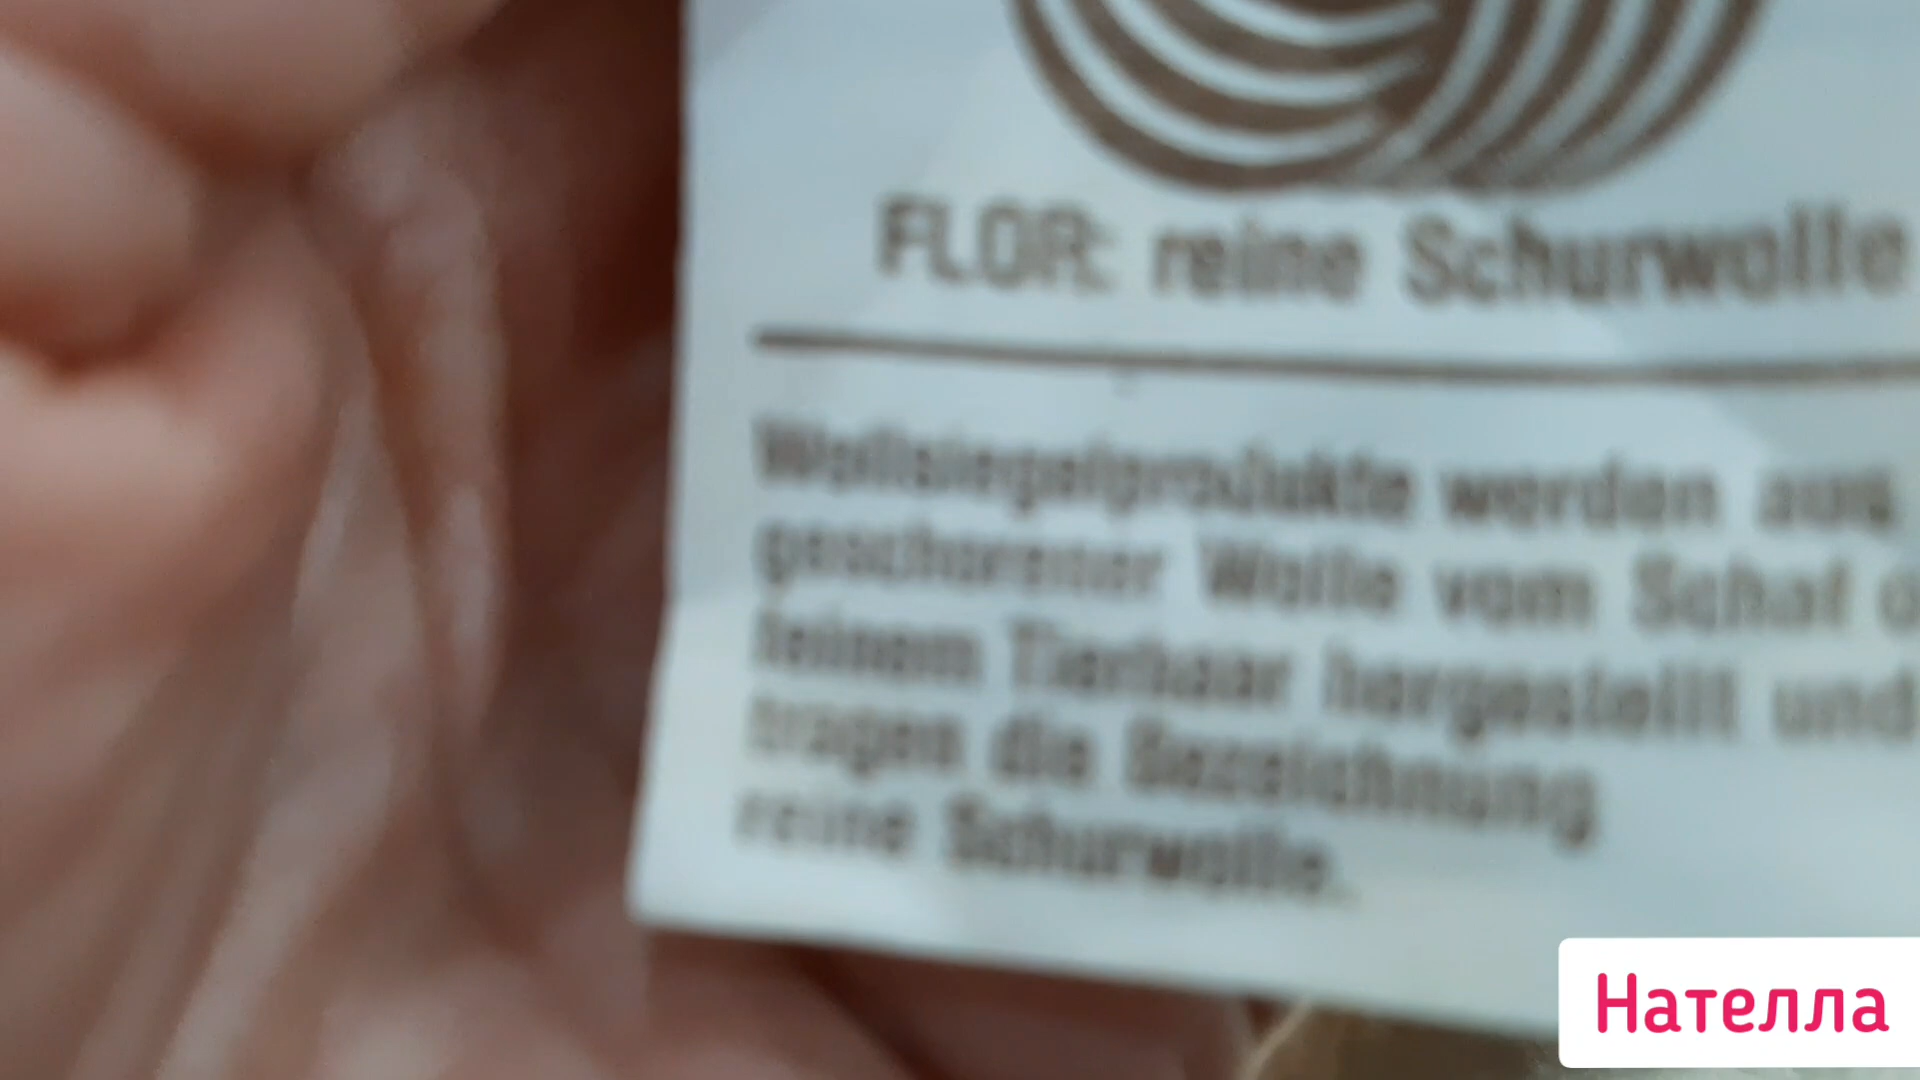 FLOR: reine Schurwolle
Wollsiegelprodukte werden aus
geschorener Wolle vom Schaf
feinem Tierhaar hergestellt und
tragen die Bezeichnung
reine Schurwolle.
Нателла